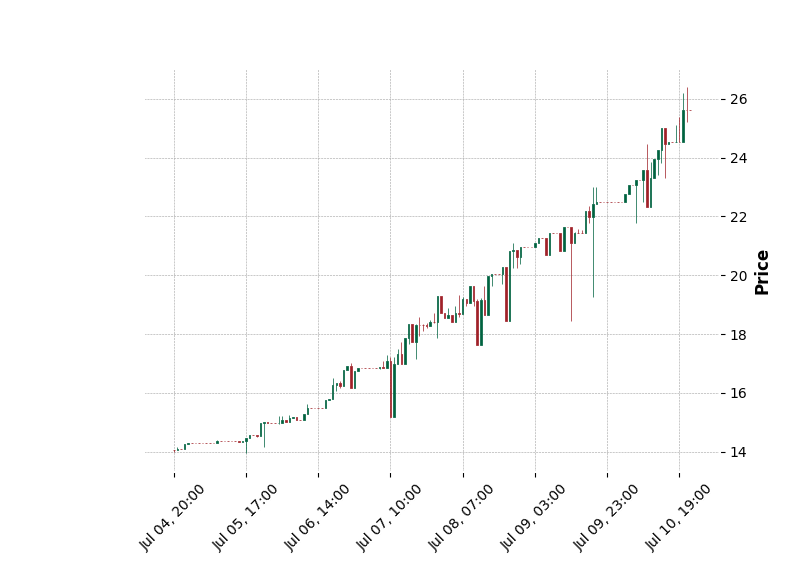 26
24
22
20
18
16
14
Price
Jul 04, 20:00
Jul 05, 17:00
Jul 06, 14:00
Jul 07, 10:00
Jul 08, 07:00
Jul 09, 03:00
Jul 09, 23:00
Jul 10, 19:00